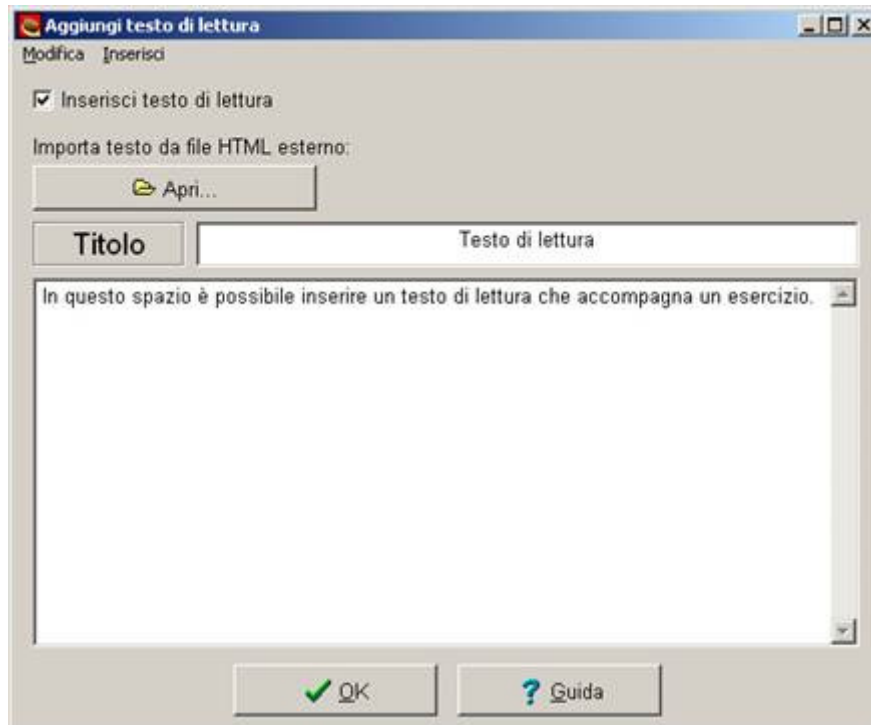 Aggiungi testo di lettura
Modifica Inserisci
Inserisci testo di lettura
Importa testo da file HTML esterno:
Apri...
Titolo Testo di lettura
In questo spazio è possibile inserire un testo di lettura che accompagna un esercizio.
OK Guida